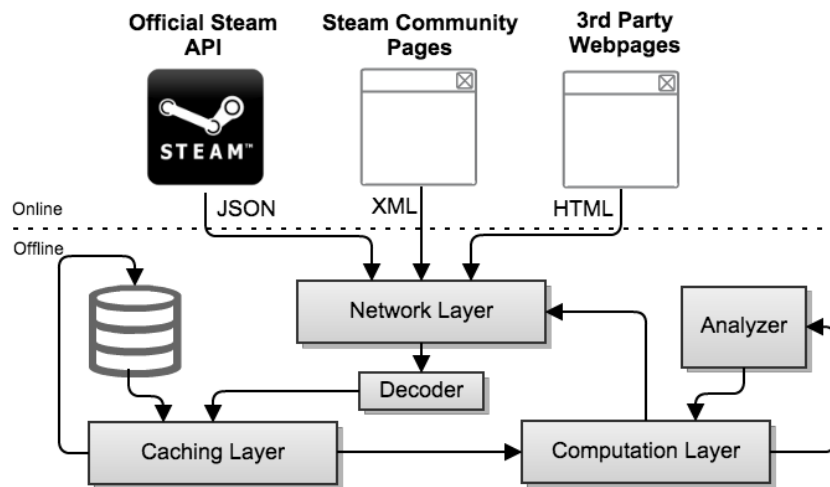 Official Steam
API
Steam Community
Pages
3rd Party
Webpages
STEAM™
JSON
XML
HTML
Online
Offline
Network Layer
Analyzer
Decoder
Caching Layer
Computation Layer